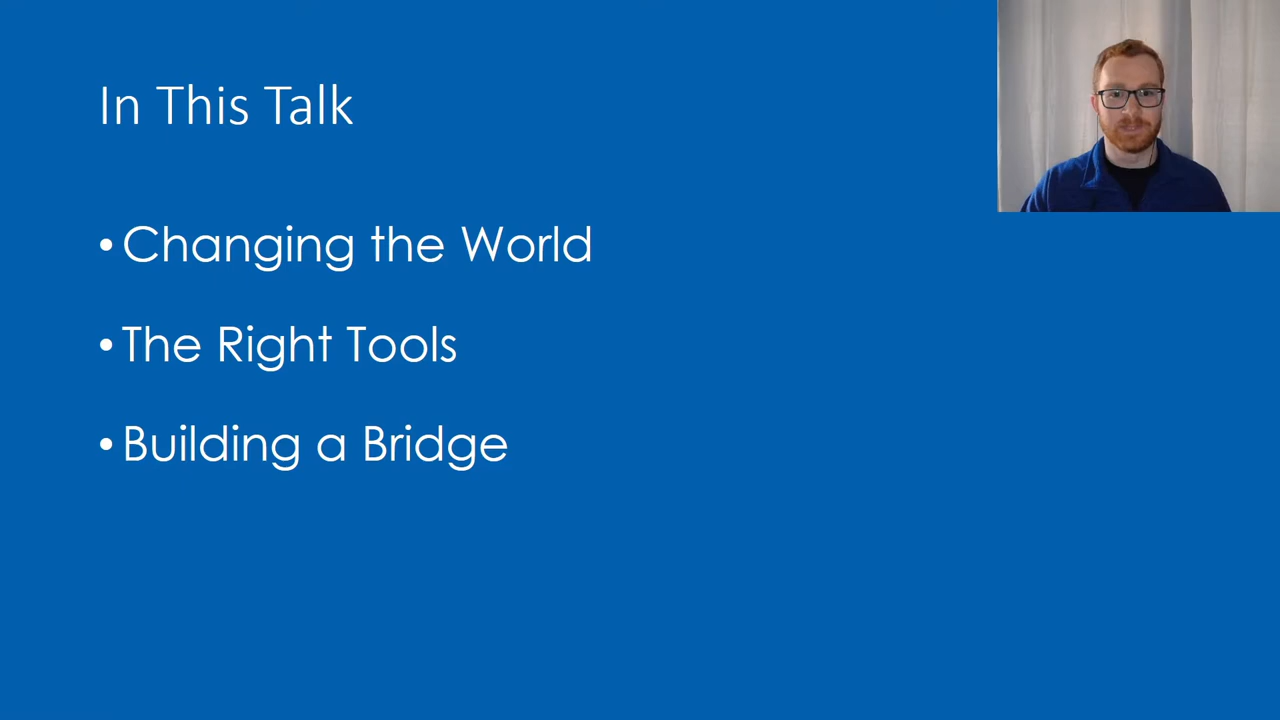 In This Talk
• Changing the World
• The Right Tools
• Building a Bridge